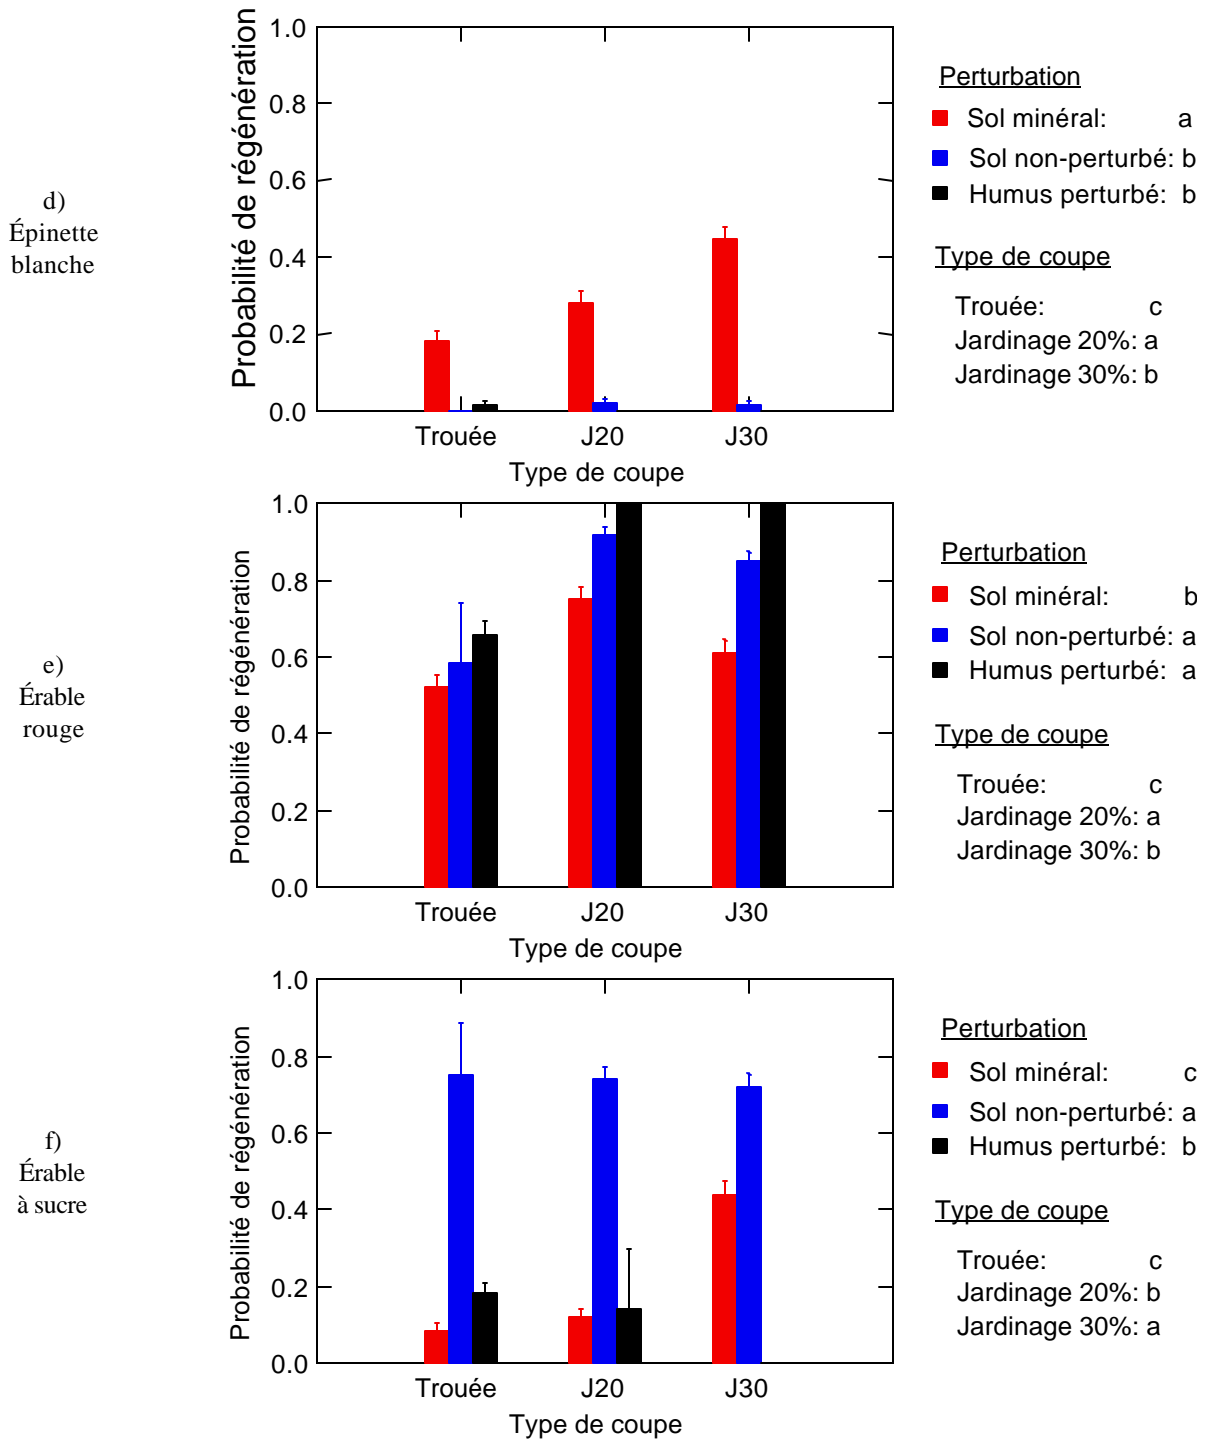 d)
Épinette
blanche
Probabilité de régénération
1.0
0.8
0.6
0.4
0.2
0.0
Trouée J20 J30
Type de coupe
Perturbation
Sol minéral: a
Sol non-perturbé: b
Humus perturbé: b
Type de coupe
Trouée: c
Jardinage 20%: a
Jardinage 30%: b
e)
Érable
rouge
Probabilité de régénération
1.0
0.8
0.6
0.4
0.2
0.0
Trouée J20 J30
Type de coupe
Perturbation
Sol minéral: b
Sol non-perturbé: a
Humus perturbé: a
Type de coupe
Trouée: c
Jardinage 20%: a
Jardinage 30%: b
f)
Érable
à sucre
Probabilité de régénération
1.0
0.8
0.6
0.4
0.2
0.0
Trouée J20 J30
Type de coupe
Perturbation
Sol minéral: c
Sol non-perturbé: a
Humus perturbé: b
Type de coupe
Trouée: c
Jardinage 20%: b
Jardinage 30%: a